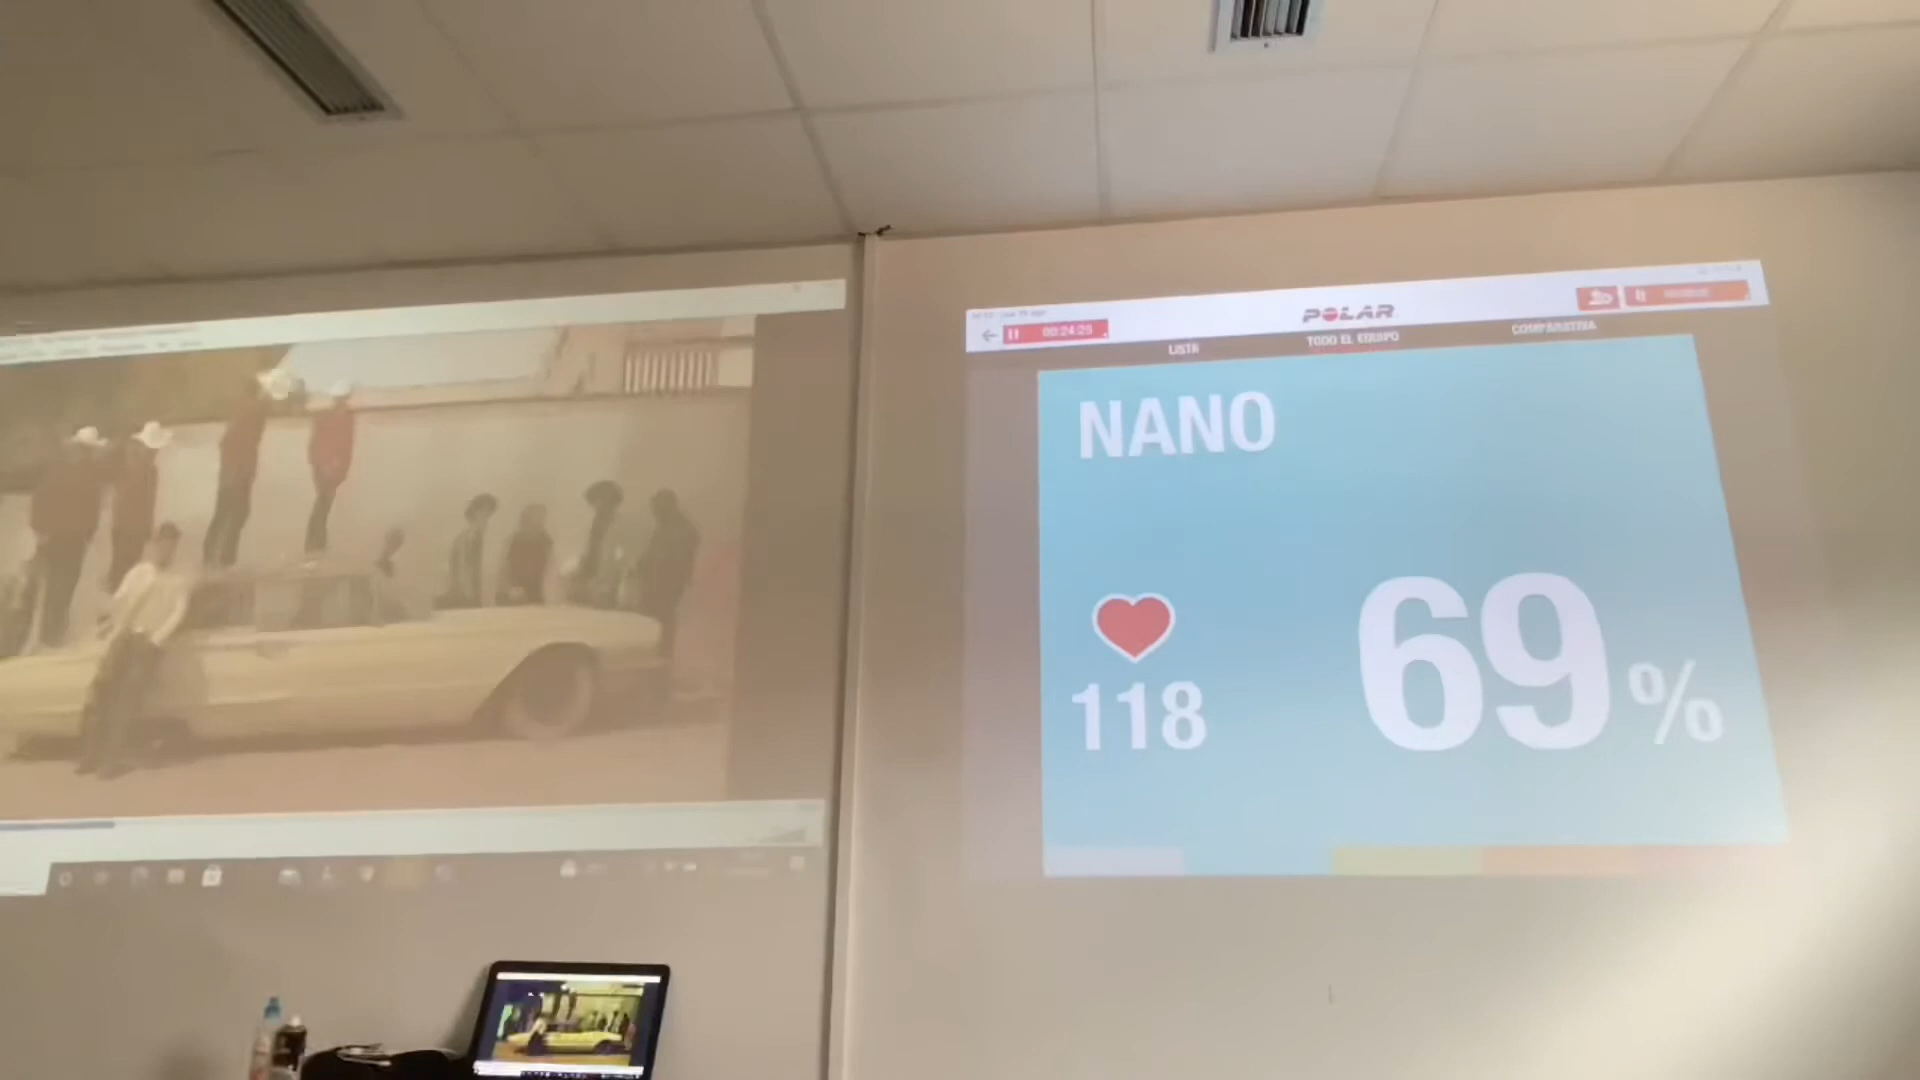 POLAR
00:24:25
LISTA
TODO EL EQUIPO
COMPARATIVA
NANO
118
69%